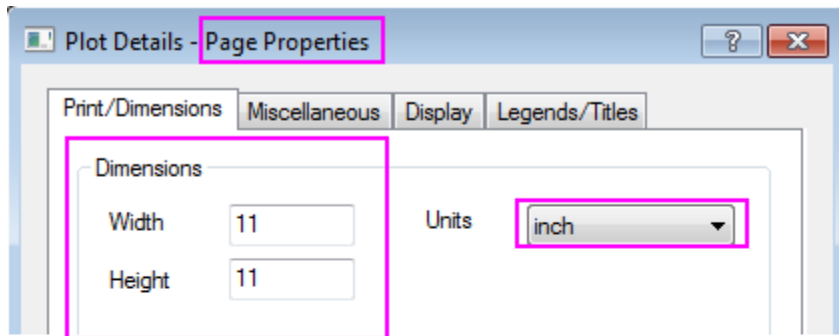 Plot Details - Page Properties
Print/Dimensions Miscellaneous Display Legends/Titles
Dimensions
Width 11 Units inch
Height 11